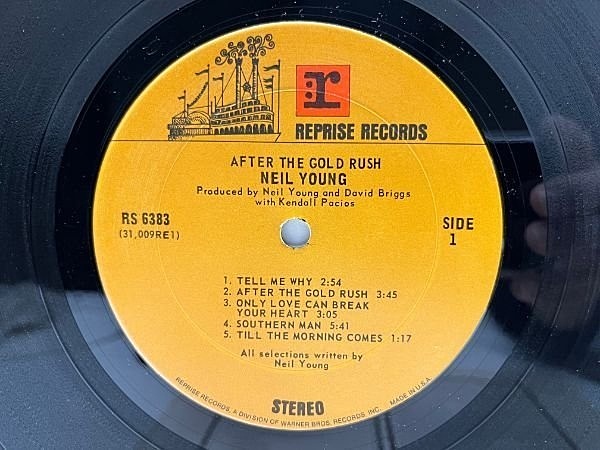 r:
REPRISE RECORDS
AFTER THE GOLD RUSH
NEIL YOUNG
Produced by Neil Young and David Briggs
with Kendall Pacios
RS 6383
(31,009RE1)
SIDE
1
1. TELL ME WHY 2:54
2. AFTER THE GOLD RUSH 3:45
3. ONLY LOVE CAN BREAK
YOUR HEART 3:05
4. SOUTHERN MAN 5:41
5. TILL THE MORNING COMES 1:17
All selections written by
Neil Young
STEREO
REPRISE RECORDS, A DIVISION OF WARNER BROS. RECORDS, INC. MADE IN U.S.A.